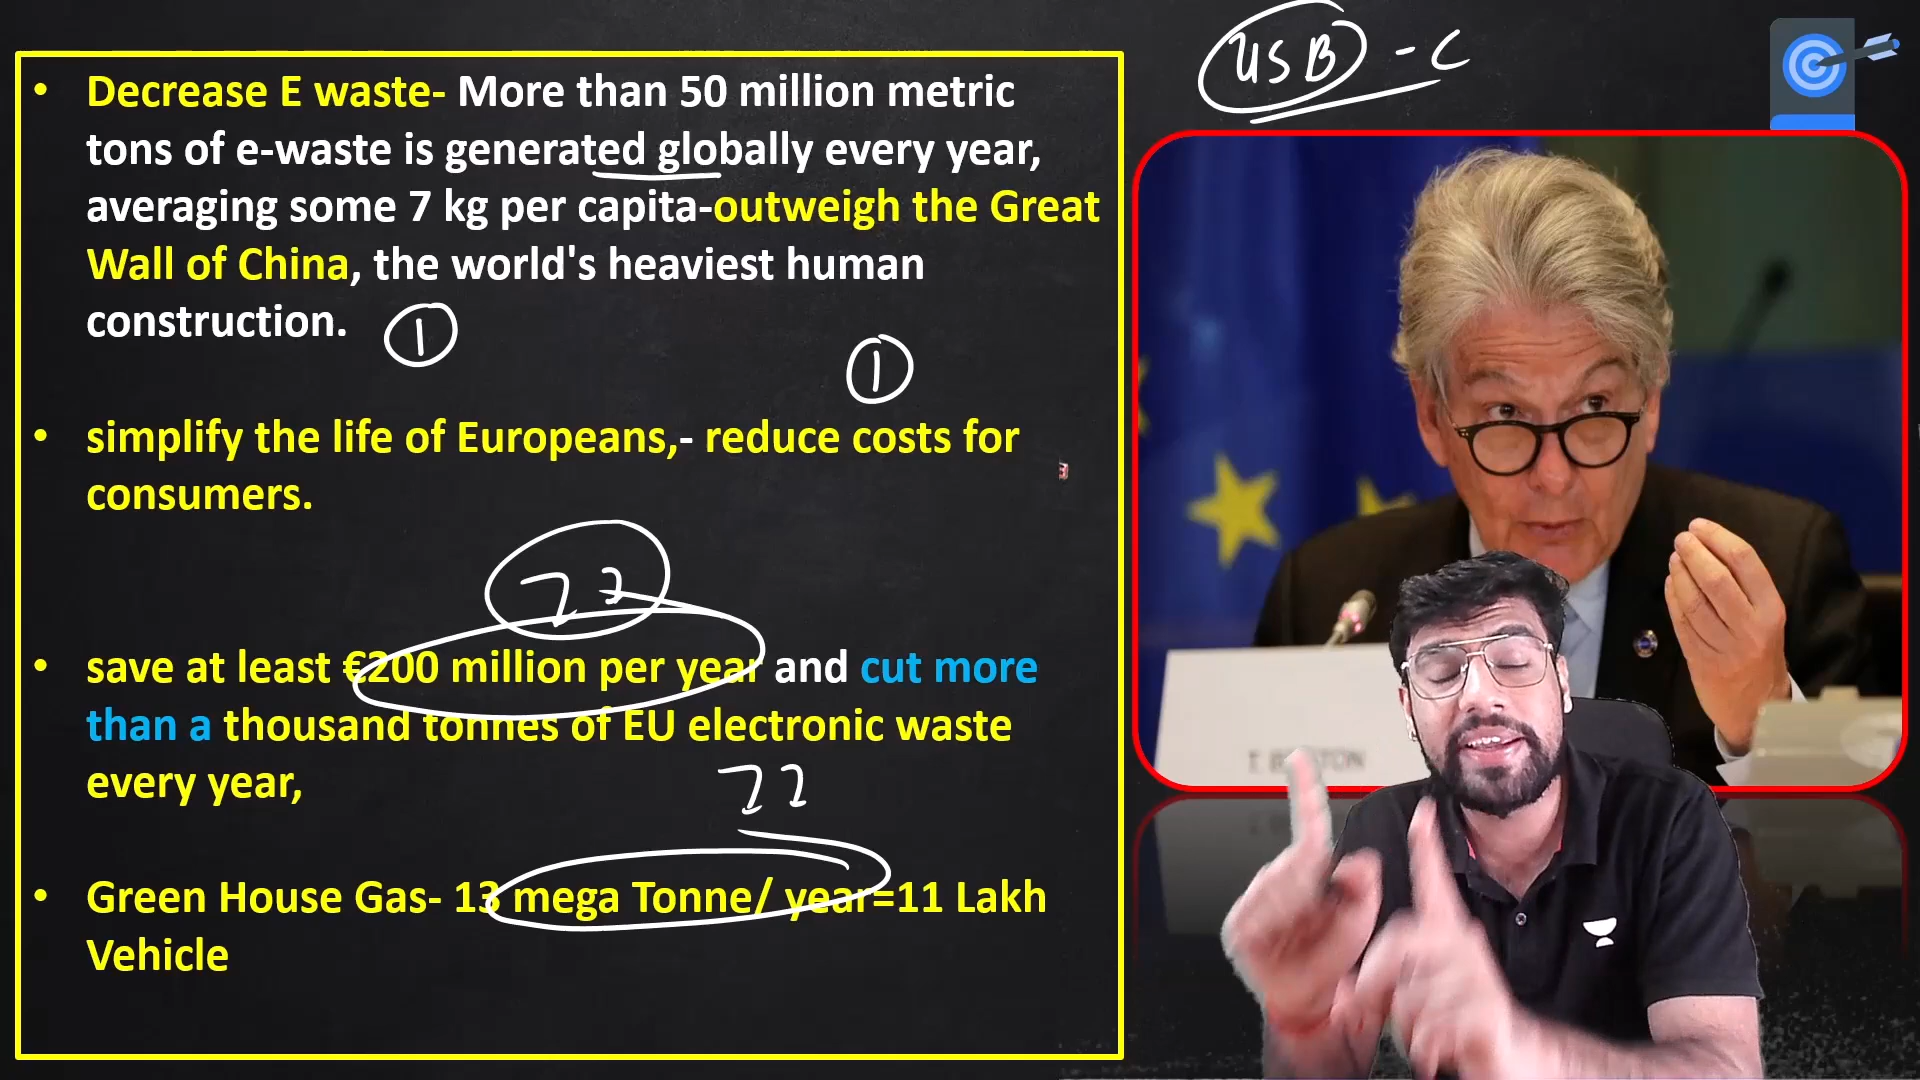 USB - C
• Decrease E waste- More than 50 million metric
tons of e-waste is generated globally every year,
averaging some 7 kg per capita-outweigh the Great
Wall of China, the world's heaviest human
construction.
1
1
• simplify the life of Europeans,- reduce costs for
consumers.
• save at least €200 million per year and cut more
than a thousand tonnes of EU electronic waste
every year,
• Green House Gas- 13 mega Tonne/ year=11 Lakh
Vehicle